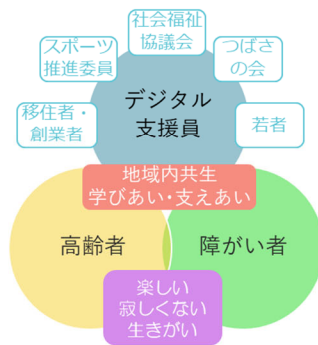 社会福祉
協議会
スポーツ
推進委員
つばさ
の会
移住者・
創業者
デジタル
支援員
若者
地域内共生
学びあい・支えあい
高齢者
障がい者
楽しい
寂しくない
生きがい